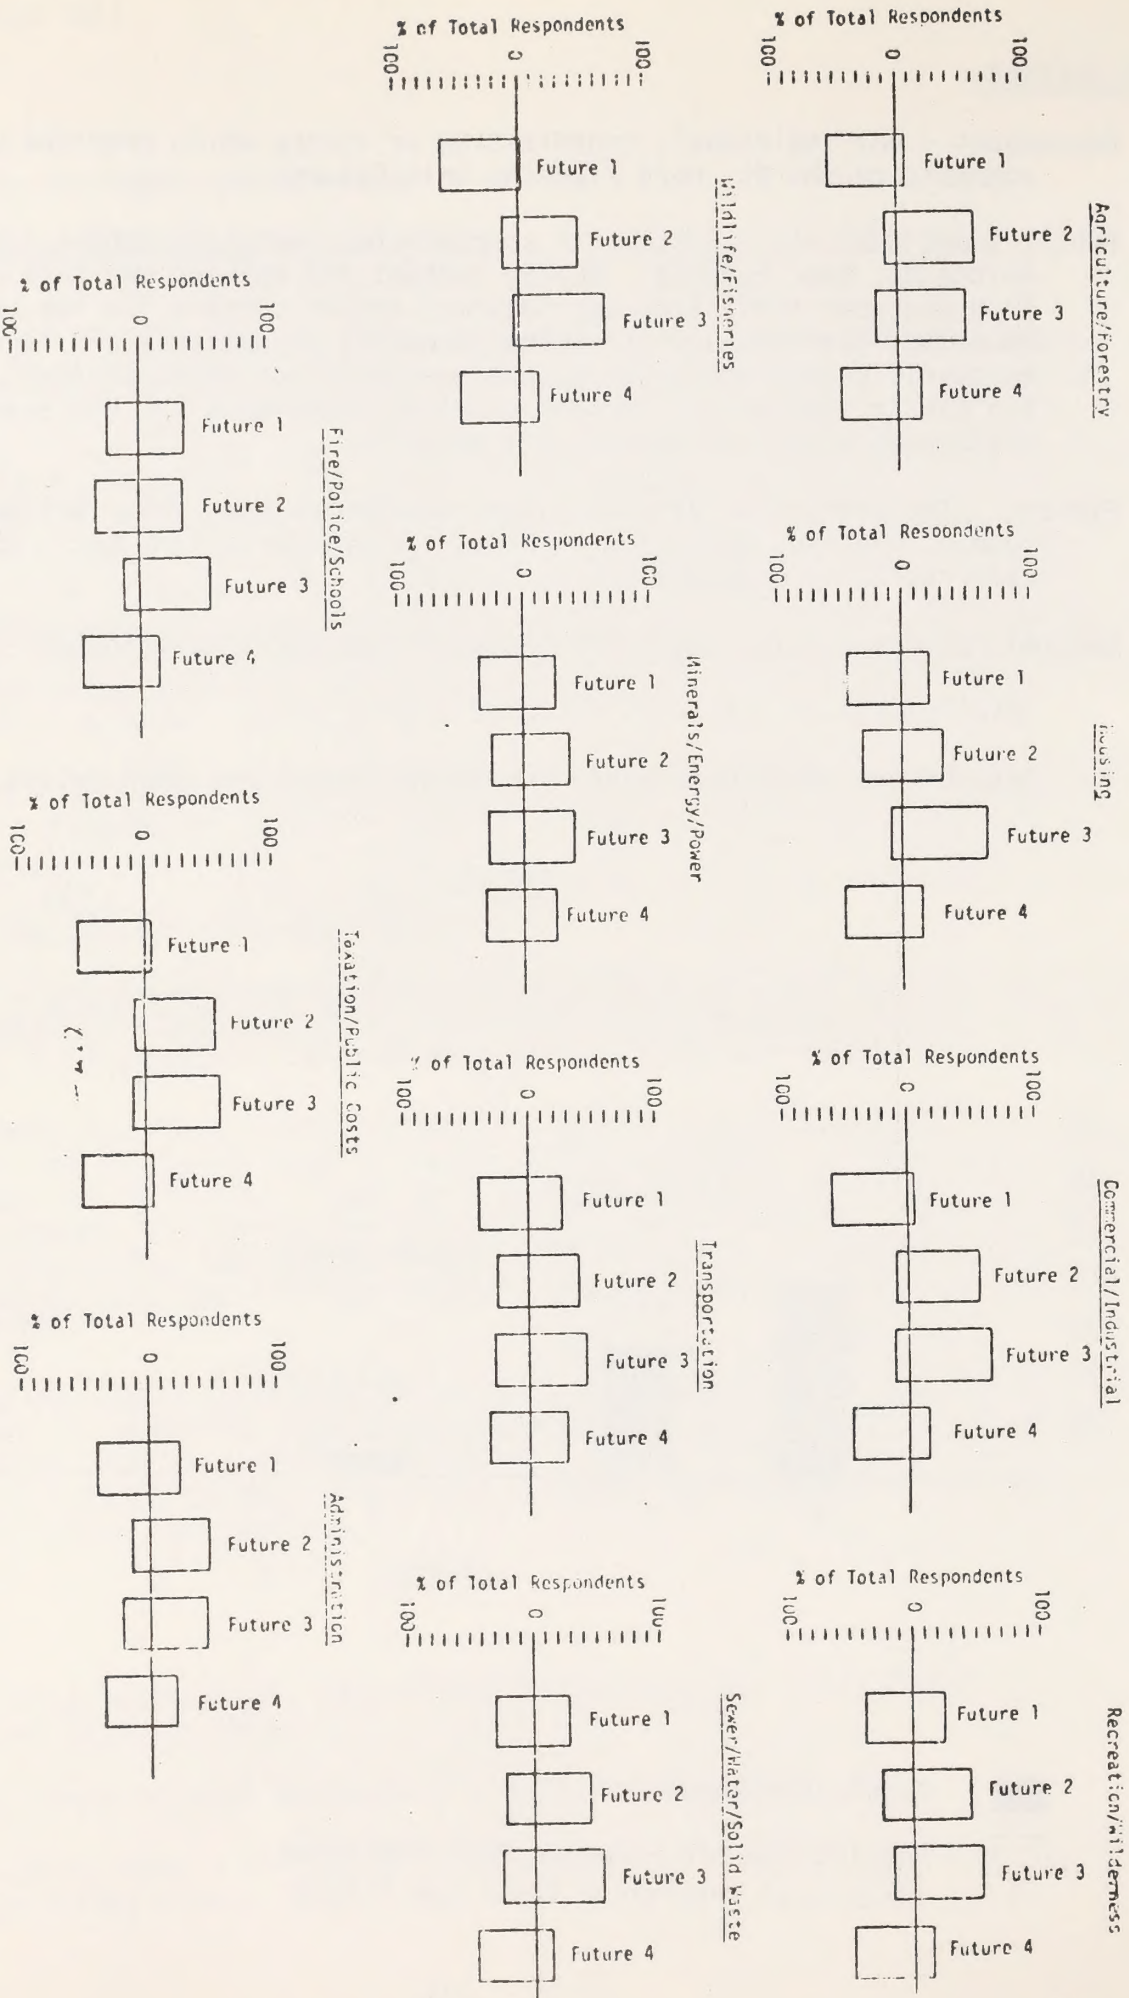 Agriculture/Forestry
% of Total Respondents
100
0
100
Future 1
Future 2
Future 3
Future 4
Housing
% of Total Resoondents
100
0
100
Future 1
Future 2
Future 3
Future 4
Commercial/Industrial
% of Total Respondents
100
0
100
Future 1
Future 2
Future 3
Future 4
Recreation/Wilderness
% of Total Respondents
100
0
100
Future 1
Future 2
Future 3
Future 4
Wildlife/Fisheries
% of Total Respondents
100
0
100
Future 1
Future 2
Future 3
Future 4
Minerals/Energy/Power
% of Total Respondents
100
0
100
Future 1
Future 2
Future 3
Future 4
Transportation
% of Total Respondents
100
0
100
Future 1
Future 2
Future 3
Future 4
Sewer/Water/Solid Waste
% of Total Respondents
100
0
100
Future 1
Future 2
Future 3
Future 4
Fire/Police/Schools
% of Total Respondents
100
0
100
Future 1
Future 2
Future 3
Future 4
Taxation/Public Costs
% of Total Respondents
100
0
100
Future 1
Future 2
Future 3
Future 4
Administration
% of Total Respondents
100
0
100
Future 1
Future 2
Future 3
Future 4